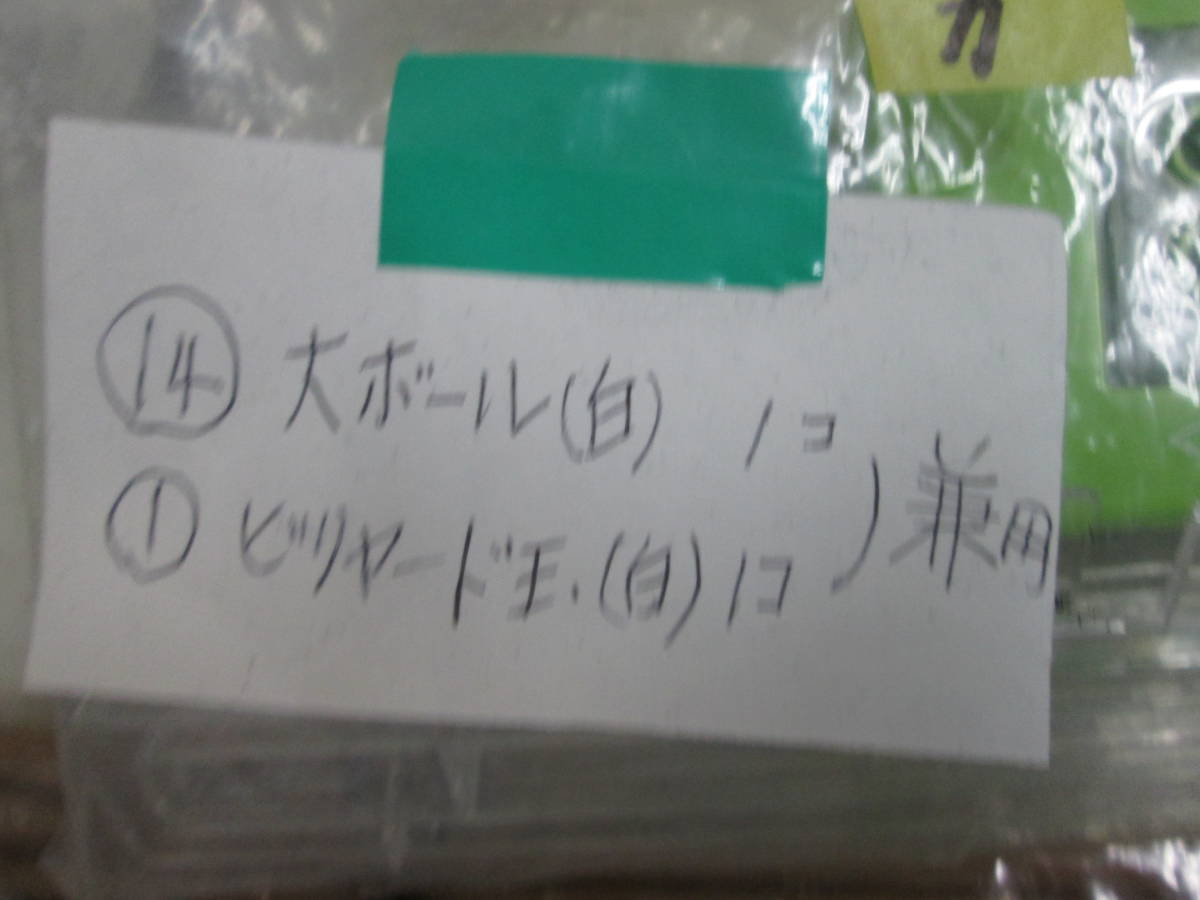 カ
⑭ 大ボール(白) 1コ
① ビリヤード玉(白) 1コ ) 兼用